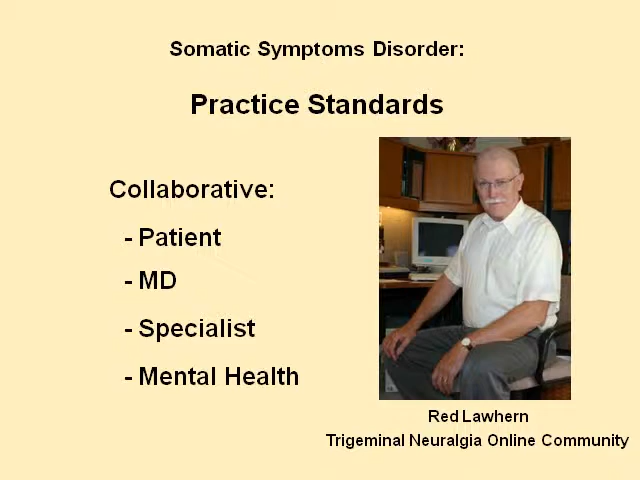 Somatic Symptoms Disorder:
Practice Standards
Collaborative:
- Patient
- MD
- Specialist
- Mental Health
Red Lawhern
Trigeminal Neuralgia Online Community